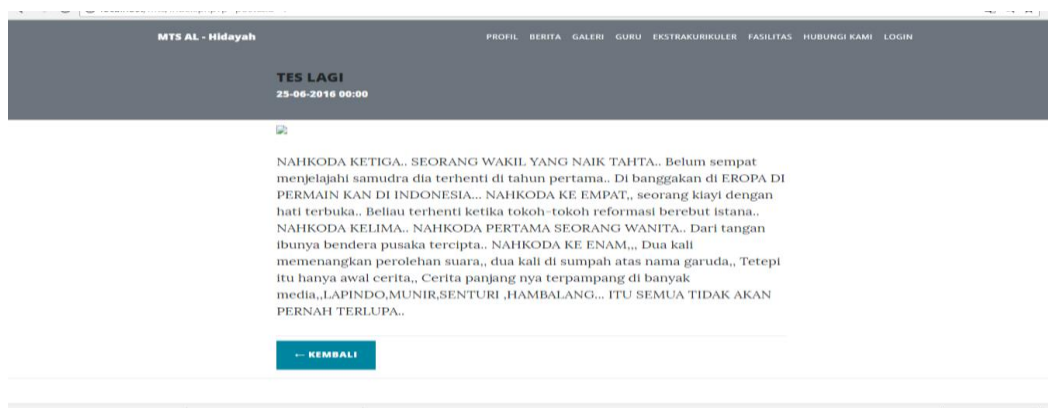 MTS AL - Hidayah PROFIL BERITA GALERI GURU EKSTRAKURIKULER FASILITAS HUBUNGI KAMI LOGIN
TES LAGI
25-06-2016 00:00
NAHKODA KETIGA.. SEORANG WAKIL YANG NAIK TAHTA.. Belum sempat
menjelajahi samudra dia terhenti di tahun pertama.. Di banggakan di EROPA DI
PERMAIN KAN DI INDONESIA... NAHKODA KE EMPAT,, seorang kiayi dengan
hati terbuka.. Beliau terhenti ketika tokoh-tokoh reformasi berebut istana..
NAHKODA KELIMA.. NAHKODA PERTAMA SEORANG WANITA.. Dari tangan
ibunya bendera pusaka tercipta.. NAHKODA KE ENAM,,, Dua kali
memenangkan perolehan suara,, dua kali di sumpah atas nama garuda,, Tetepi
itu hanya awal cerita,, Cerita panjang nya terpampang di banyak
media,,LAPINDO,MUNIR,SENTURI ,HAMBALANG... ITU SEMUA TIDAK AKAN
PERNAH TERLUPA..
← KEMBALI